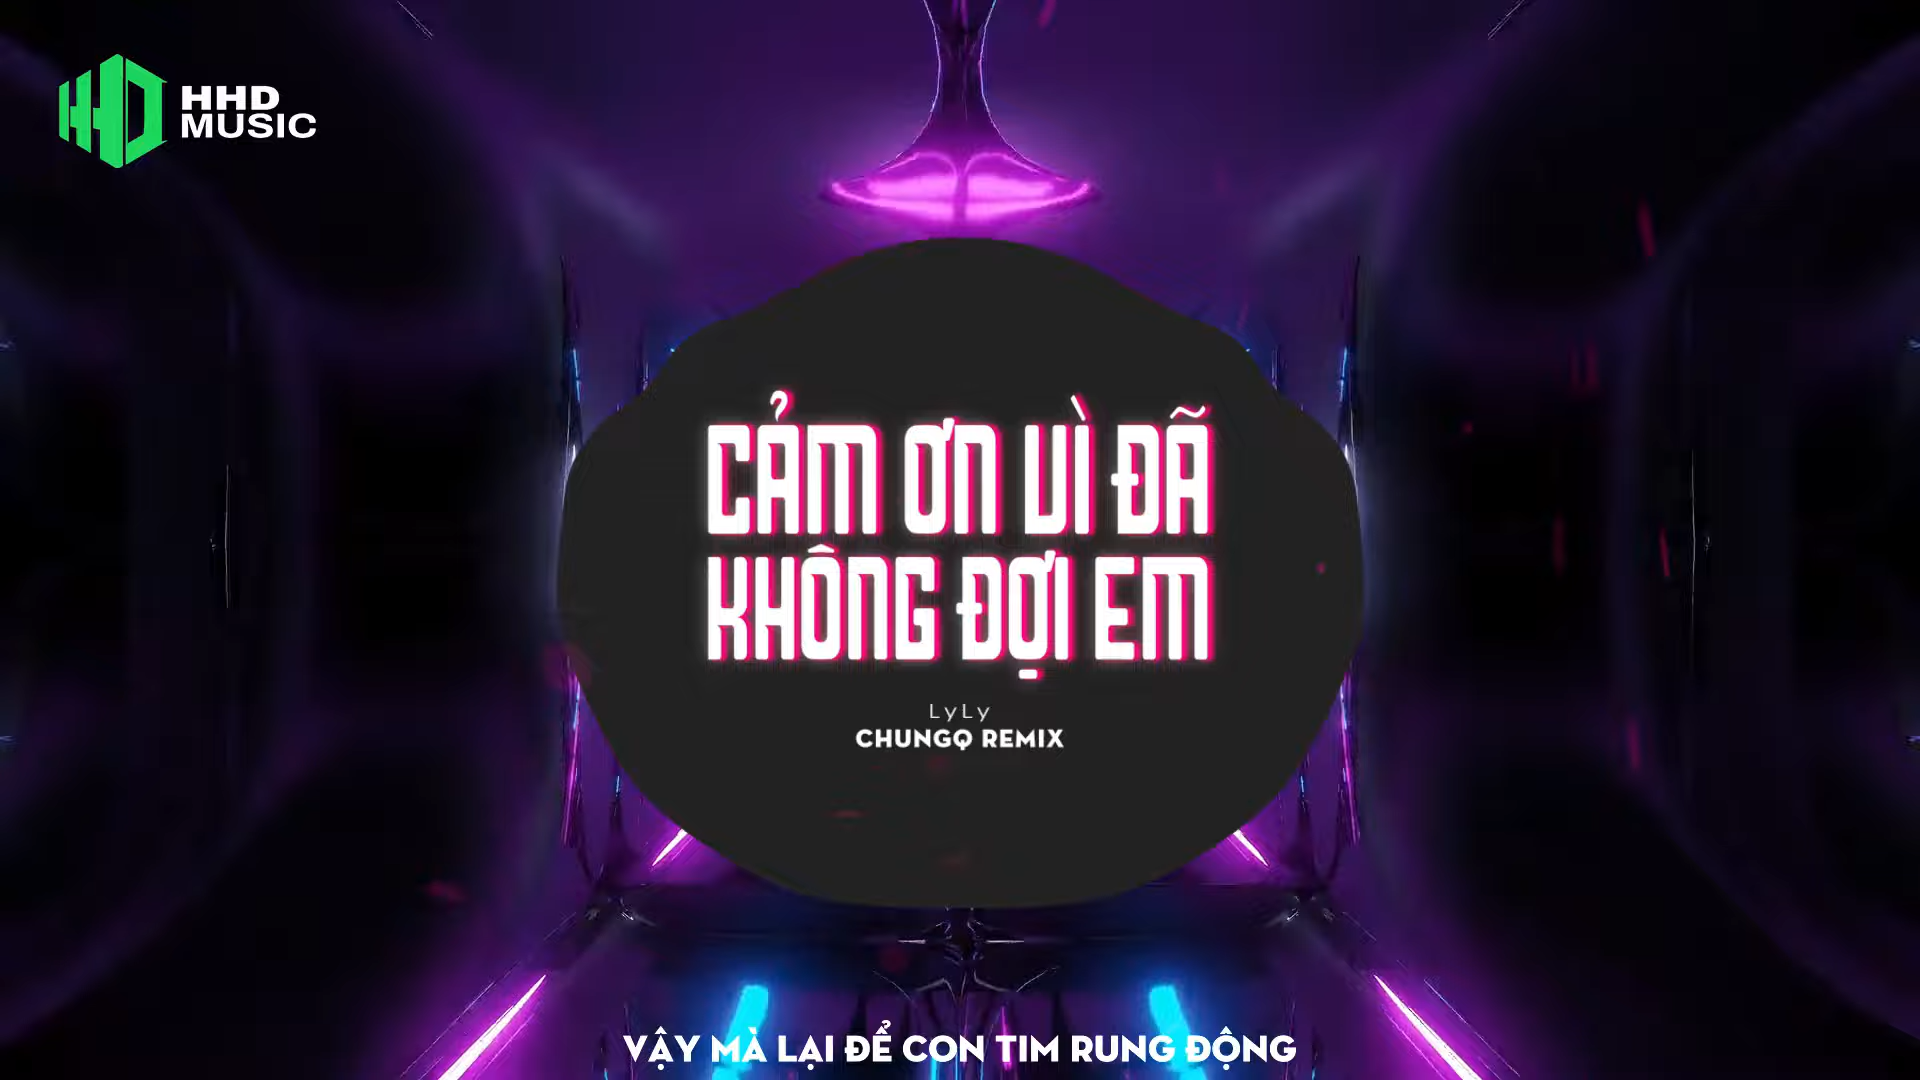 HHD
MUSIC
CẢM ƠN VÌ ĐÃ
KHÔNG ĐỢI EM
LyLy
CHUNGQ REMIX
VẬY MÀ LẠI ĐỂ CON TIM RUNG ĐỘNG